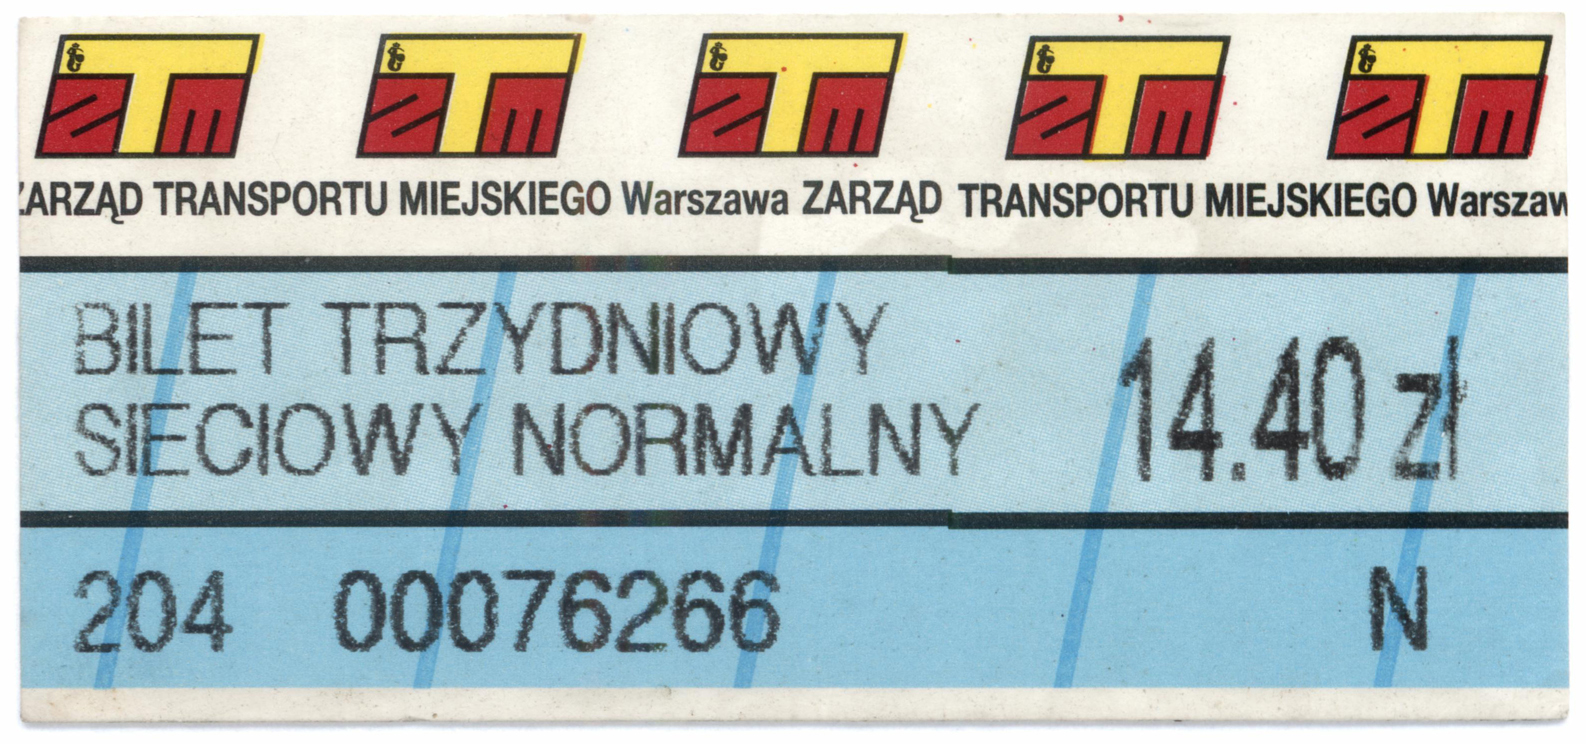 ZTM ZTM ZTM ZTM ZTM
ZARZĄD TRANSPORTU MIEJSKIEGO Warszawa ZARZĄD TRANSPORTU MIEJSKIEGO Warszaw
BILET TRZYDNIOWY
SIECIOWY NORMALNY
14.40 zł
204 00076266 N